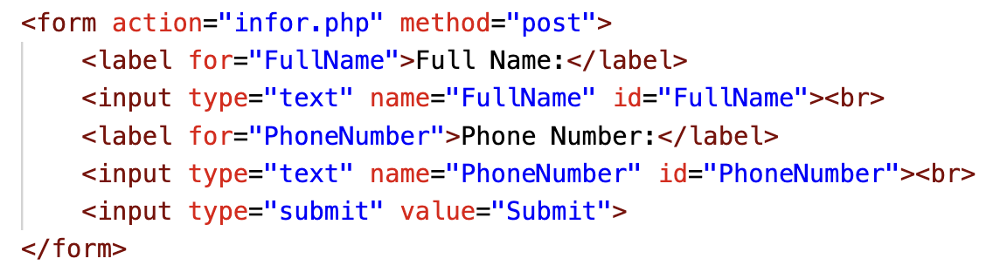 <form action="infor.php" method="post">
    <label for="FullName">Full Name:</label>
    <input type="text" name="FullName" id="FullName"><br>
    <label for="PhoneNumber">Phone Number:</label>
    <input type="text" name="PhoneNumber" id="PhoneNumber"><br>
    <input type="submit" value="Submit">
</form>